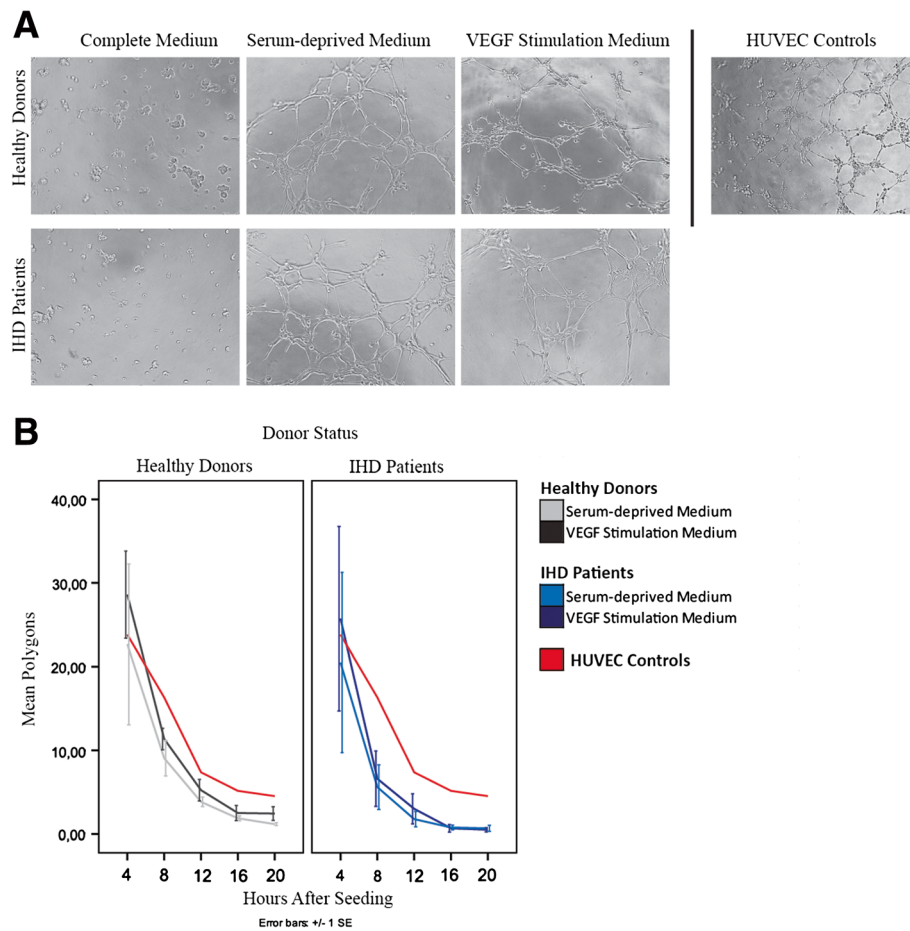 A
Complete Medium Serum-deprived Medium VEGF Stimulation Medium HUVEC Controls
Healthy Donors
IHD Patients
B
Donor Status
Healthy Donors IHD Patients
Mean Polygons
40,00
30,00
20,00
10,00
0,00
4 8 12 16 20 4 8 12 16 20
Hours After Seeding
Error bars: +/- 1 SE
Healthy Donors
Serum-deprived Medium
VEGF Stimulation Medium
IHD Patients
Serum-deprived Medium
VEGF Stimulation Medium
HUVEC Controls